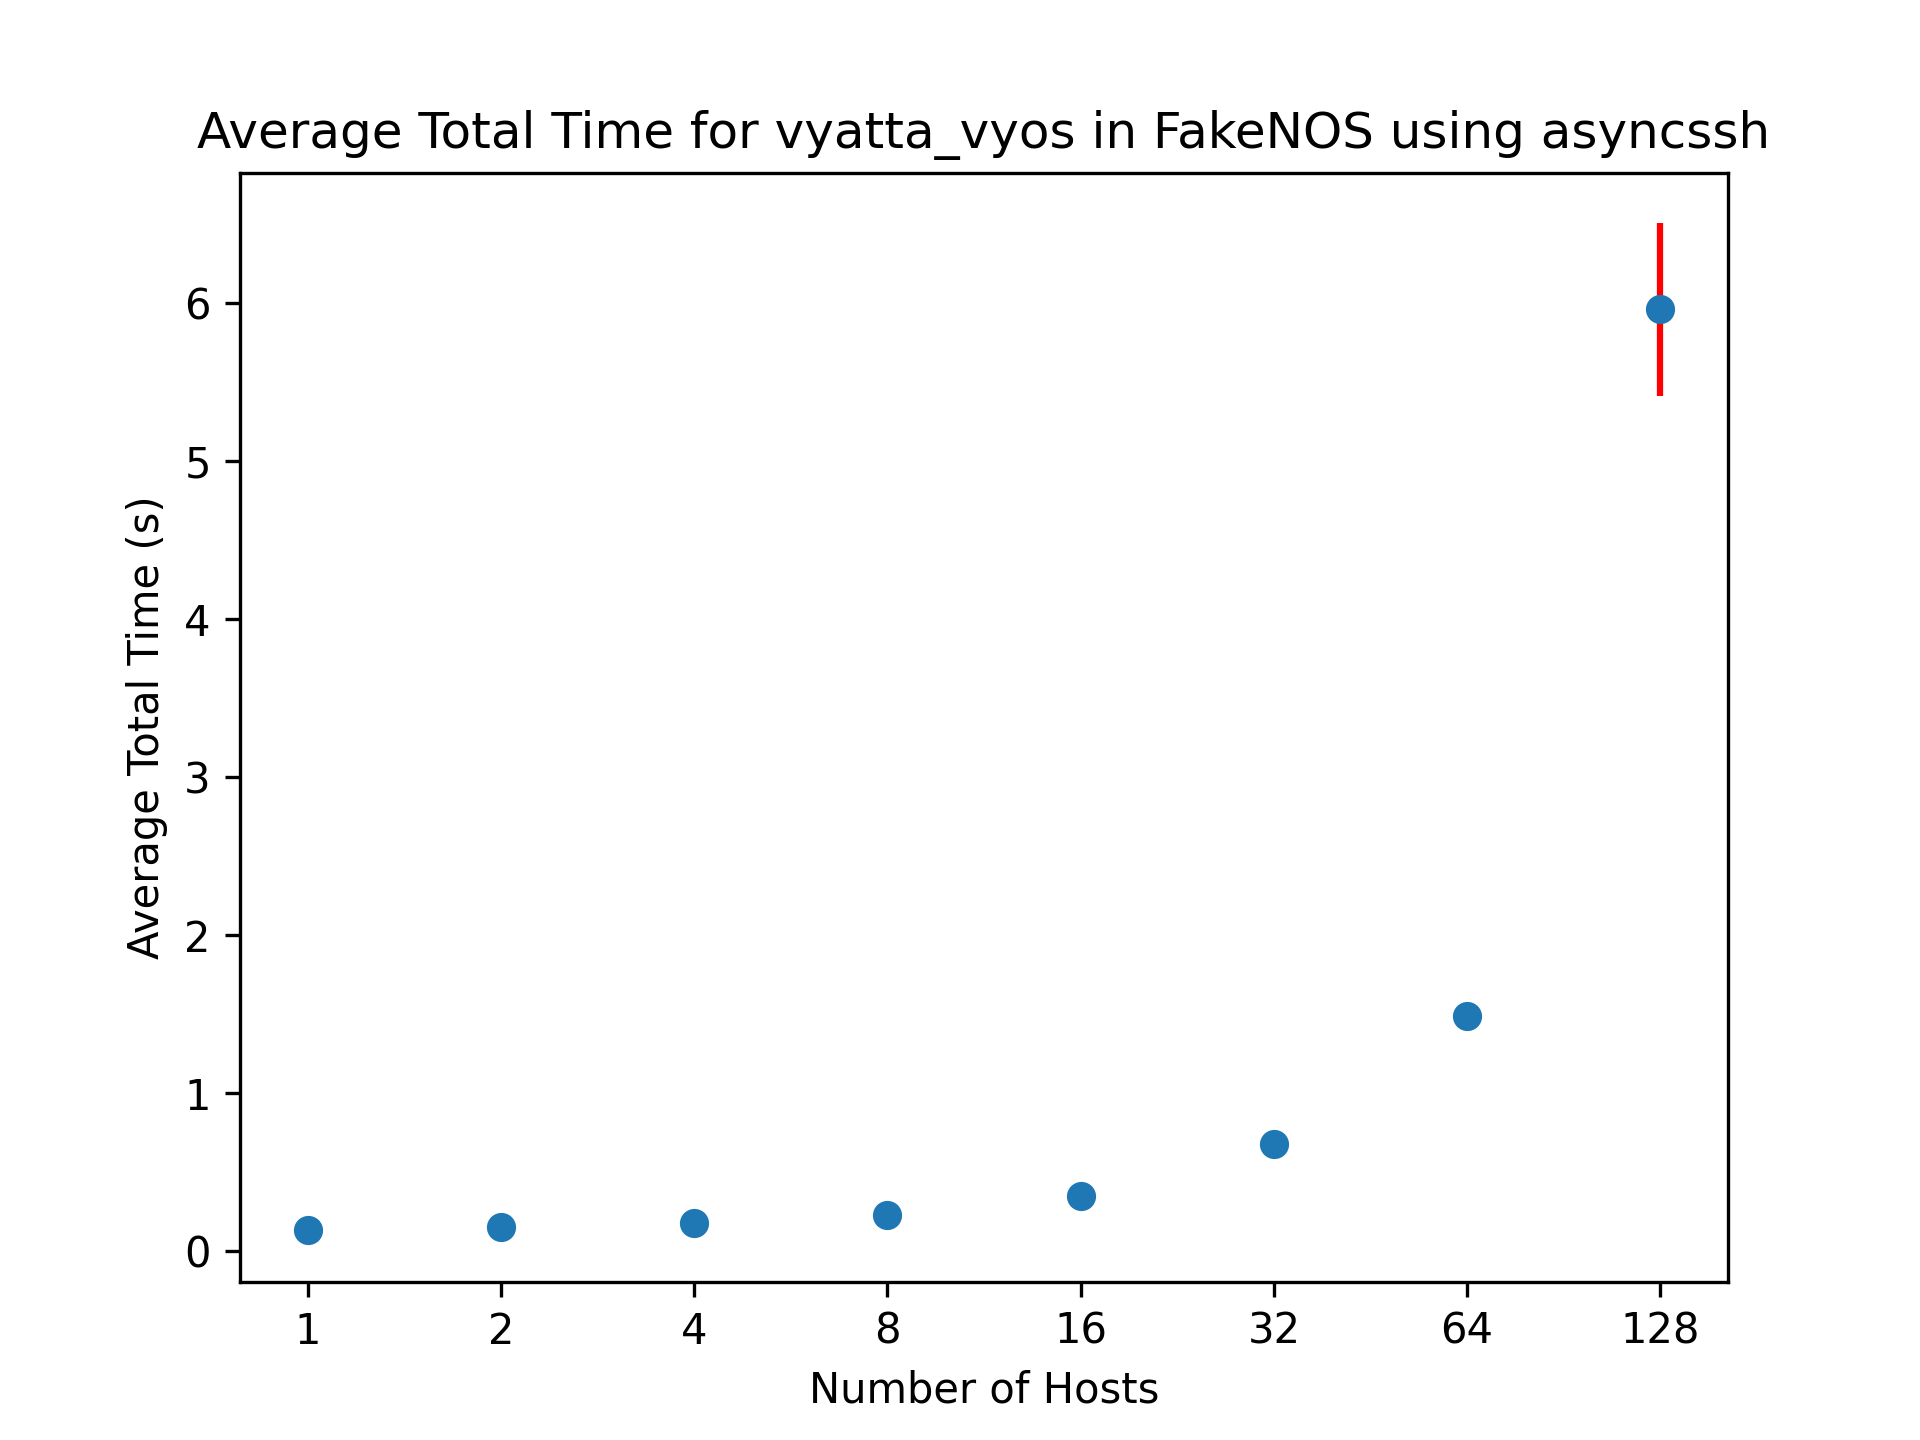 Average Total Time for vyatta_vyos in FakeNOS using asyncssh
Average Total Time (s)
6
5
4
3
2
1
0
1 2 4 8 16 32 64 128
Number of Hosts